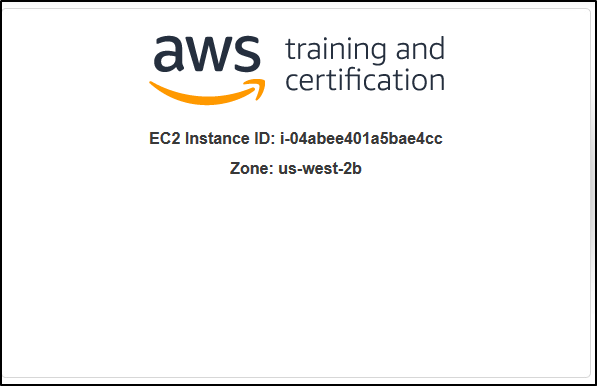 aws
training and
certification
EC2 Instance ID: i-04abee401a5bae4cc
Zone: us-west-2b